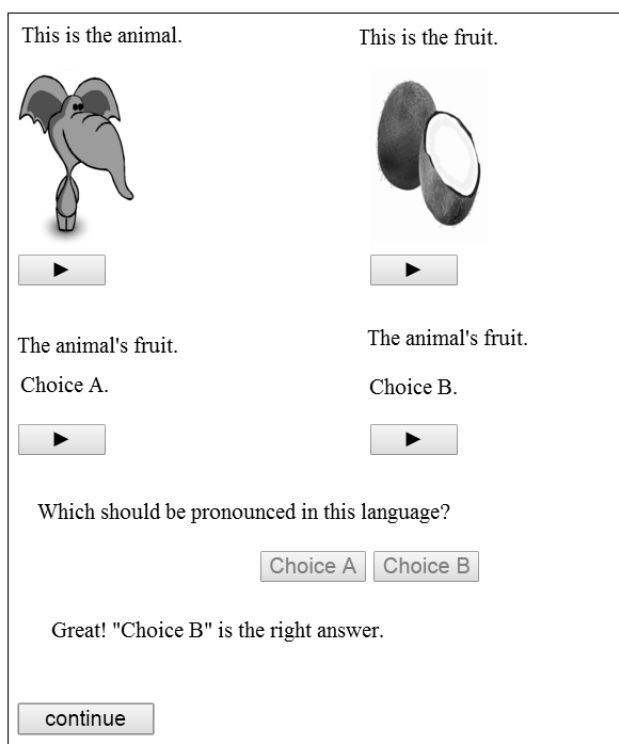 This is the animal.
This is the fruit.
The animal's fruit.
The animal's fruit.
Choice A.
Choice B.
Which should be pronounced in this language?
Choice A Choice B
Great! "Choice B" is the right answer.
continue